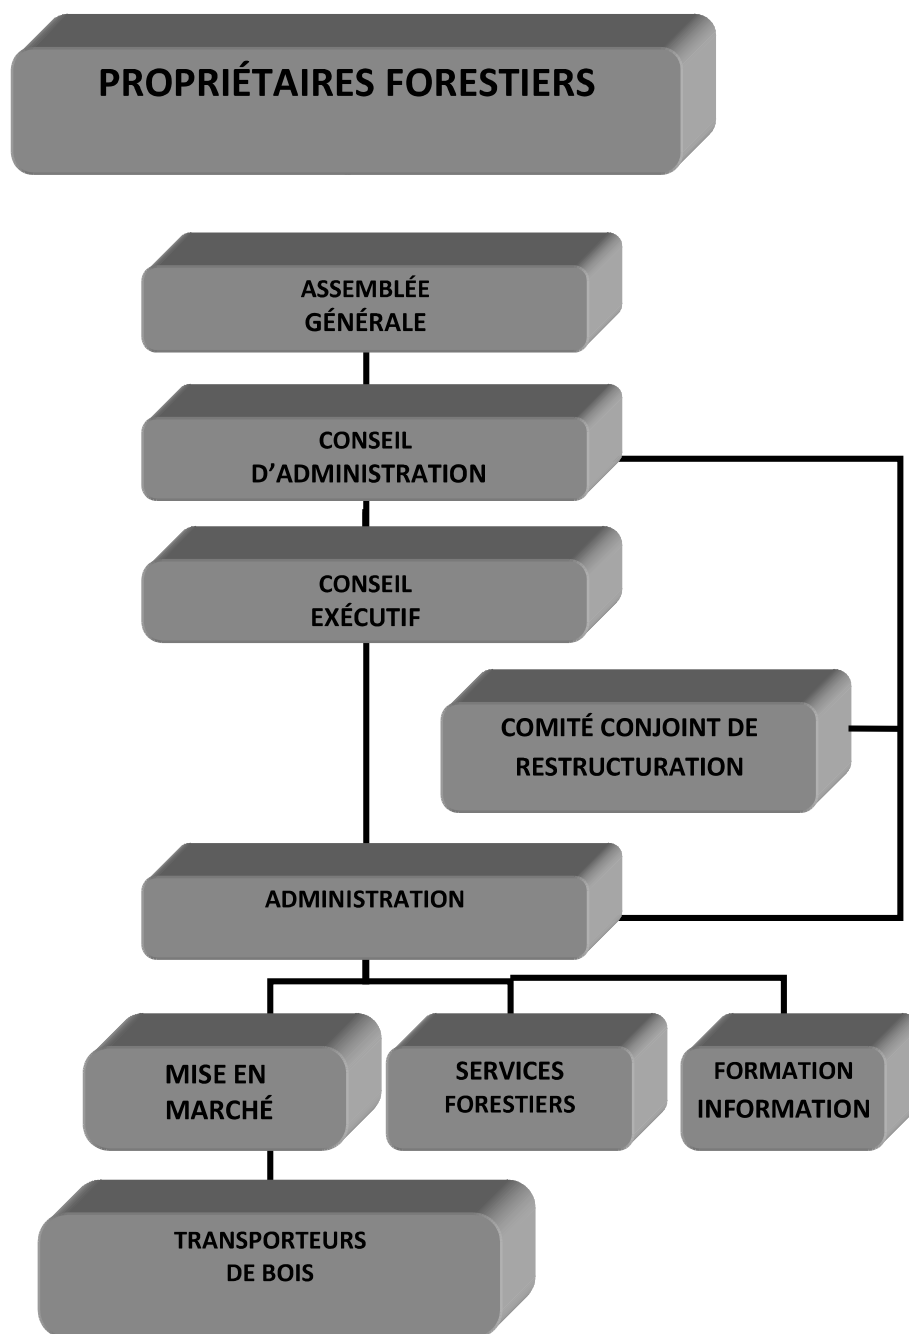 PROPRIÉTAIRES FORESTIERS
ASSEMBLÉE
GÉNÉRALE
CONSEIL
D’ADMINISTRATION
CONSEIL
EXÉCUTIF
COMITÉ CONJOINT DE
RESTRUCTURATION
ADMINISTRATION
MISE EN
MARCHÉ
SERVICES
FORESTIERS
FORMATION
INFORMATION
TRANSPORTEURS
DE BOIS